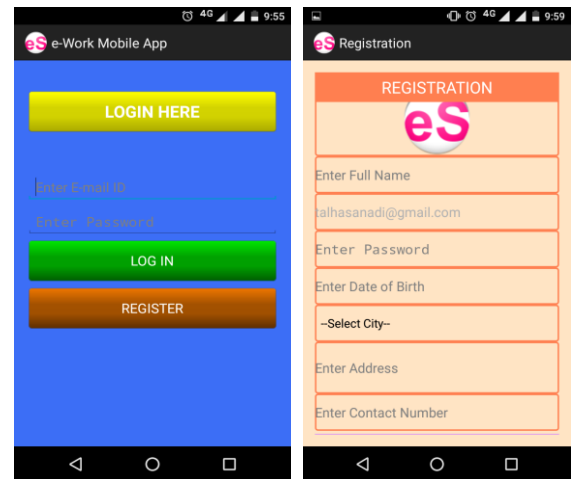 4G 9:55
eS e-Work Mobile App
LOGIN HERE
Enter E-mail ID
Enter Password
LOG IN
REGISTER
4G 9:59
eS Registration
REGISTRATION
eS
Enter Full Name
talhasanadi@gmail.com
Enter Password
Enter Date of Birth
--Select City--
Enter Address
Enter Contact Number